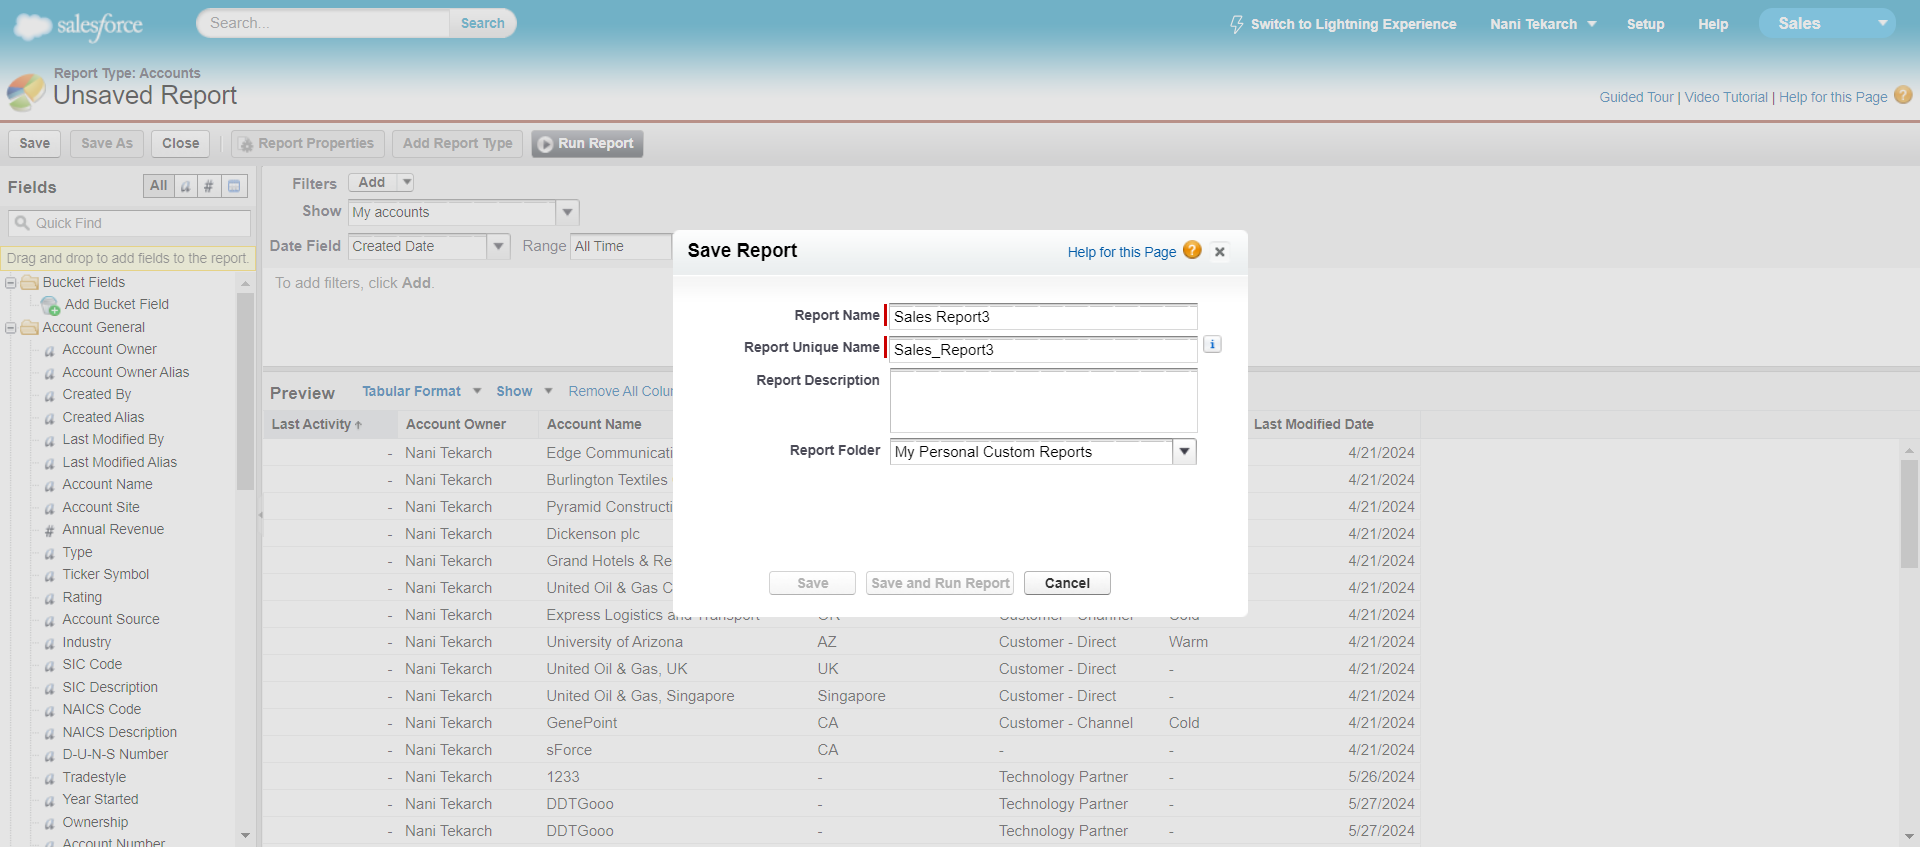 salesforce
Search...
Search
Switch to Lightning Experience
Nani Tekarch
Setup
Help
Sales
Report Type: Accounts
Unsaved Report
Guided Tour | Video Tutorial | Help for this Page ?
Save
Save As
Close
Report Properties
Add Report Type
Run Report
Fields
All
a
#
Quick Find
Drag and drop to add fields to the report.
Bucket Fields
Add Bucket Field
Account General
a Account Owner
a Account Owner Alias
a Created By
a Created Alias
a Last Modified By
a Last Modified Alias
a Account Name
a Account Site
# Annual Revenue
a Type
a Ticker Symbol
a Rating
a Account Source
a Industry
a SIC Code
a SIC Description
a NAICS Code
a NAICS Description
a D-U-N-S Number
a Tradestyle
a Year Started
a Ownership
a Account Number
Filters Add
Show My accounts
Date Field Created Date Range All Time
To add filters, click Add.
Save Report
Help for this Page ?
Report Name Sales Report3
Report Unique Name Sales_Report3 i
Report Description
Report Folder My Personal Custom Reports
Save
Save and Run Report
Cancel
Preview Tabular Format Show Remove All
Last Activity Account Owner Account Name Last Modified Date
- Nani Tekarch Edge 4/21/2024
- Nani Tekarch Burlington Textiles 4/21/2024
- Nani Tekarch Pyramid 4/21/2024
- Nani Tekarch Dickenson plc 4/21/2024
- Nani Tekarch Grand Hotels & 4/21/2024
- Nani Tekarch United Oil & Gas 4/21/2024
- Nani Tekarch Express Logistics and Transport OR Customer - Channel Cold 4/21/2024
- Nani Tekarch University of Arizona AZ Customer - Direct Warm 4/21/2024
- Nani Tekarch United Oil & Gas, UK UK Customer - Direct - 4/21/2024
- Nani Tekarch United Oil & Gas, Singapore Singapore Customer - Direct - 4/21/2024
- Nani Tekarch GenePoint CA Customer - Channel Cold 4/21/2024
- Nani Tekarch sForce CA - - 4/21/2024
- Nani Tekarch 1233 - Technology Partner - 5/26/2024
- Nani Tekarch DDTGooo - Technology Partner - 5/27/2024
- Nani Tekarch DDTGooo - Technology Partner - 5/27/2024